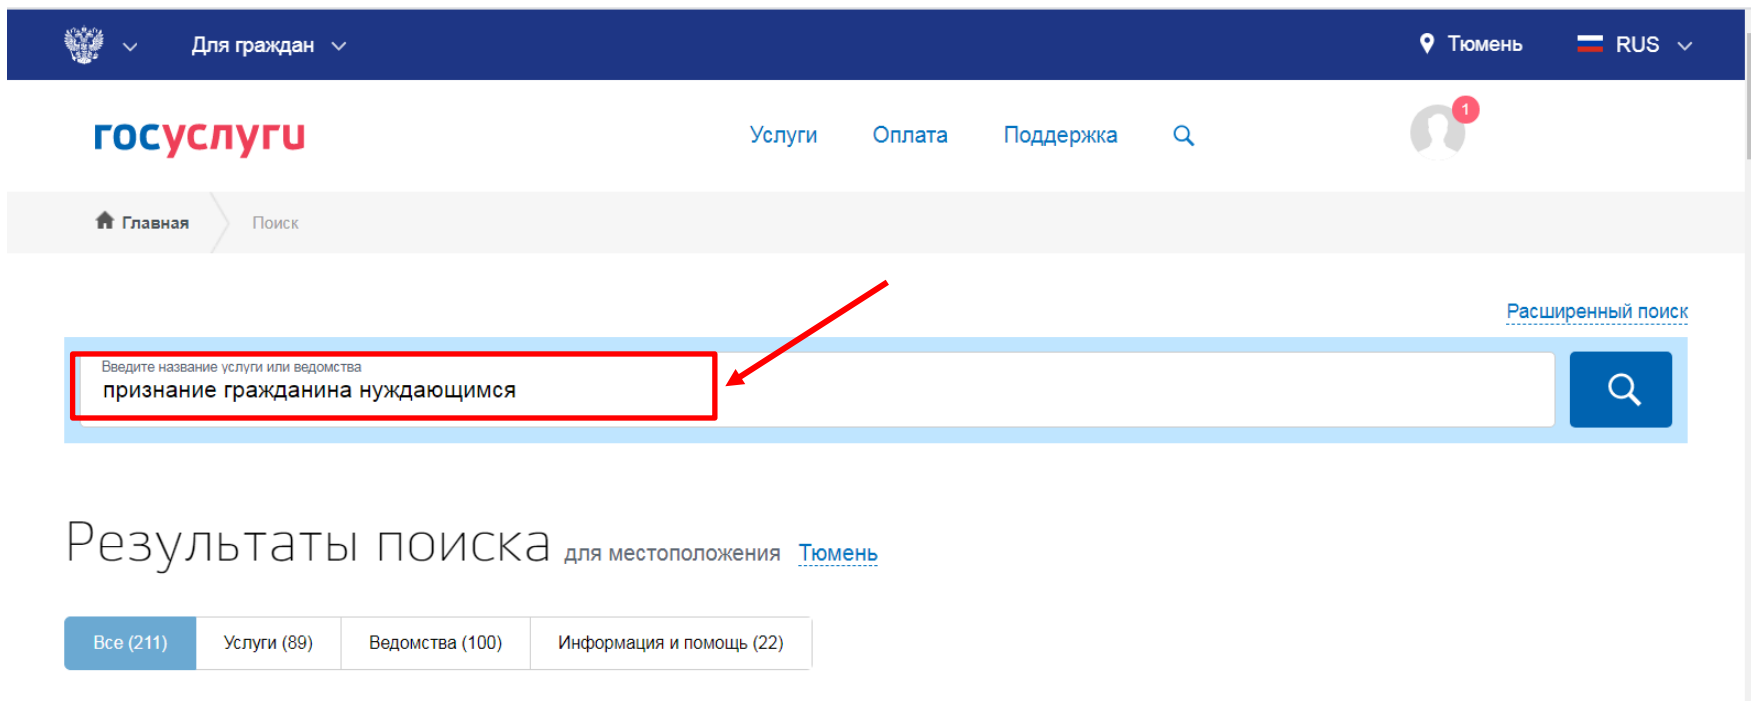 Для граждан
Тюмень
RUS
госуслуги
Услуги Оплата Поддержка
1
Главная Поиск
Расширенный поиск
Введите название услуги или ведомства
признание гражданина нуждающимся
Результаты поиска для местоположения Тюмень
Все (211) Услуги (89) Ведомства (100) Информация и помощь (22)